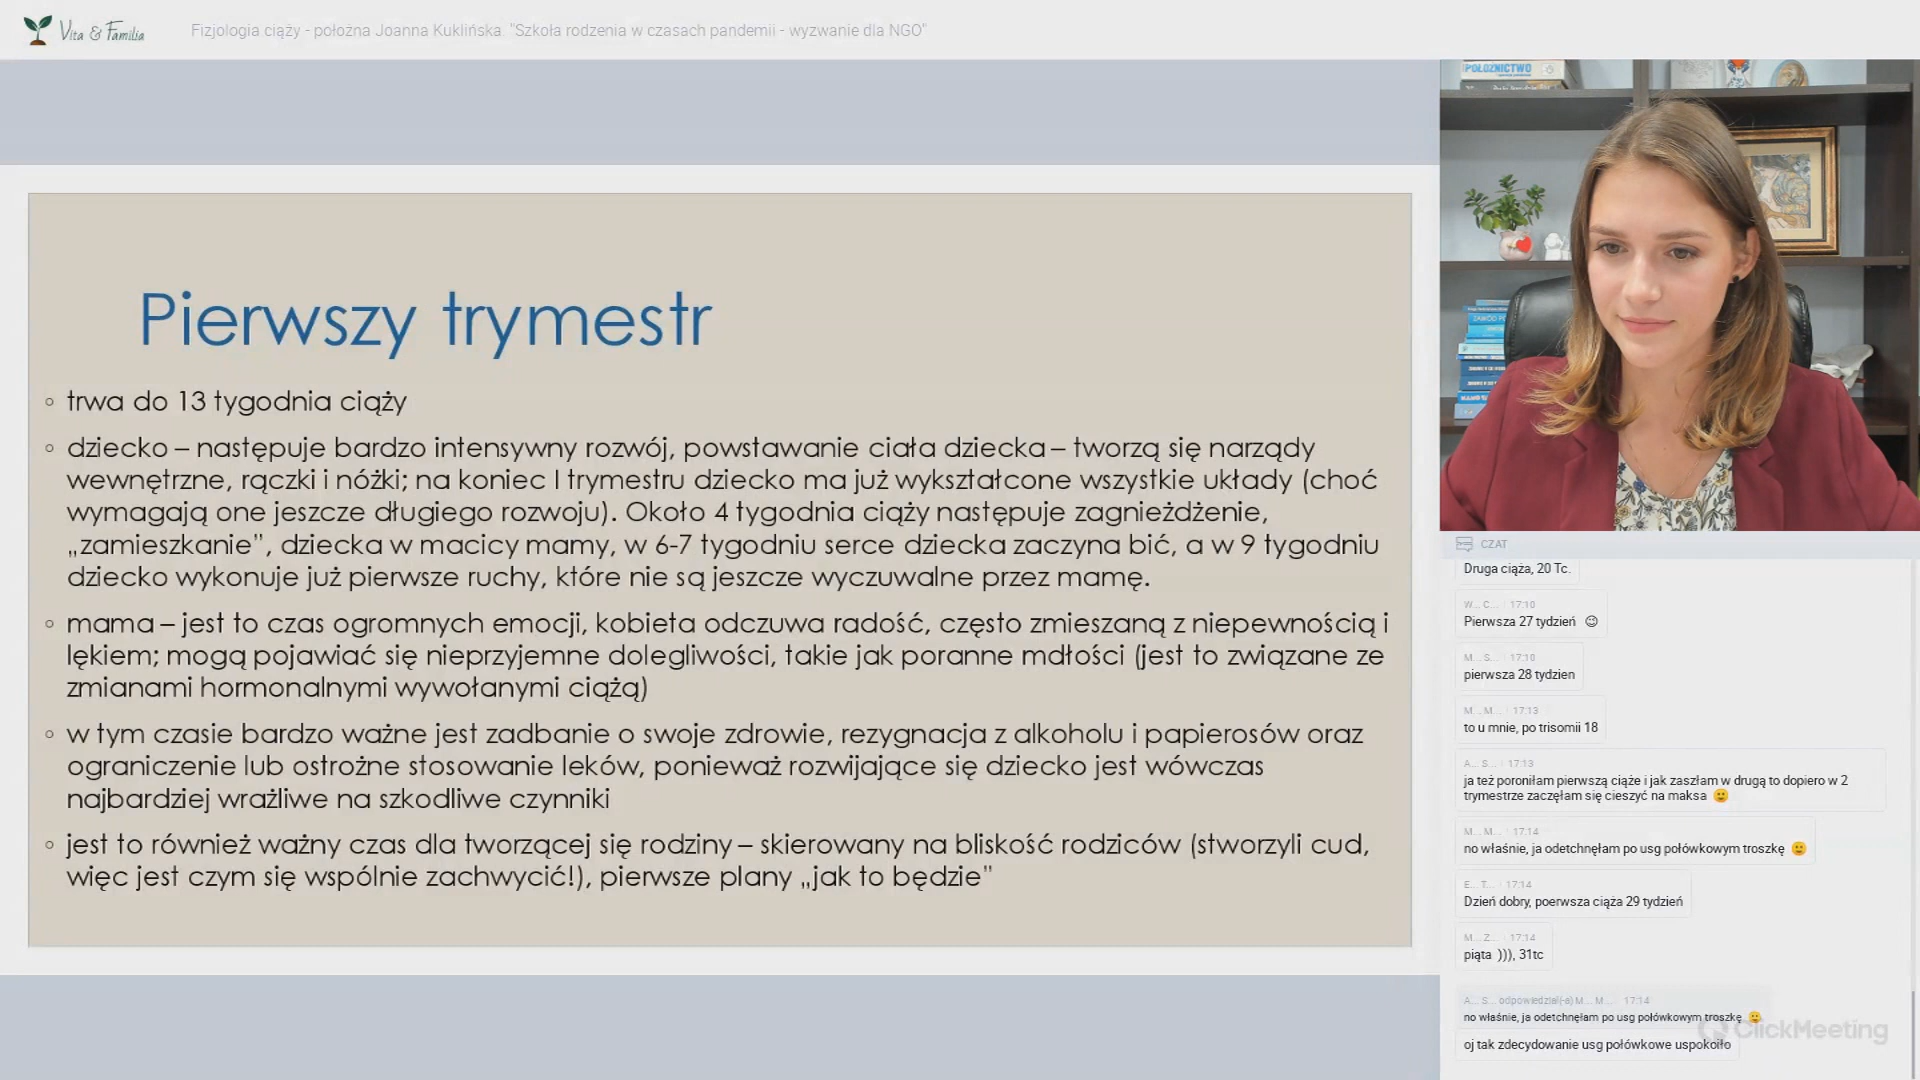 Vita & Familia
Fizjologia ciąży - położna Joanna Kuklińska. "Szkoła rodzenia w czasach pandemii - wyzwanie dla NGO"
POŁOŻNICTWO
Pierwszy trymestr
◦ trwa do 13 tygodnia ciąży
◦ dziecko – następuje bardzo intensywny rozwój, powstawanie ciała dziecka – tworzą się narządy
wewnętrzne, rączki i nóżki; na koniec I trymestru dziecko ma już wykształcone wszystkie układy (choć
wymagają one jeszcze długiego rozwoju). Około 4 tygodnia ciąży następuje zagnieżdżenie,
„zamieszkanie”, dziecka w macicy mamy, w 6-7 tygodniu serce dziecka zaczyna bić, a w 9 tygodniu
dziecko wykonuje już pierwsze ruchy, które nie są jeszcze wyczuwalne przez mamę.
◦ mama – jest to czas ogromnych emocji, kobieta odczuwa radość, często zmieszaną z niepewnością i
lękiem; mogą pojawiać się nieprzyjemne dolegliwości, takie jak poranne mdłości (jest to związane ze
zmianami hormonalnymi wywołanymi ciążą)
◦ w tym czasie bardzo ważne jest zadbanie o swoje zdrowie, rezygnacja z alkoholu i papierosów oraz
ograniczenie lub ostrożne stosowanie leków, ponieważ rozwijające się dziecko jest wówczas
najbardziej wrażliwe na szkodliwe czynniki
◦ jest to również ważny czas dla tworzącej się rodziny – skierowany na bliskość rodziców (stworzyli cud,
więc jest czym się wspólnie zachwycić!), pierwsze plany „jak to będzie”
CZAT
Druga ciąża, 20 Tc.
W... C... 17:10
Pierwsza 27 tydzień 🙂
M... S... 17:10
pierwsza 28 tydzien
M... M... 17:13
to u mnie, po trisomii 18
A... S... 17:13
ja też poroniłam pierwszą ciąże i jak zaszłam w drugą to dopiero w 2
trymestrze zaczęłam się cieszyć na maksa 🙂
M... M... 17:14
no właśnie, ja odetchnęłam po usg połówkowym troszkę 🙂
E... T... 17:14
Dzień dobry, poerwsza ciąża 29 tydzień
M... Z... 17:14
piąta ))), 31tc
A... S... odpowiedział(-a) M... M... 17:14
no właśnie, ja odetchnęłam po usg połówkowym troszkę 🙂
oj tak zdecydowanie usg połówkowe uspokoiło
ClickMeeting